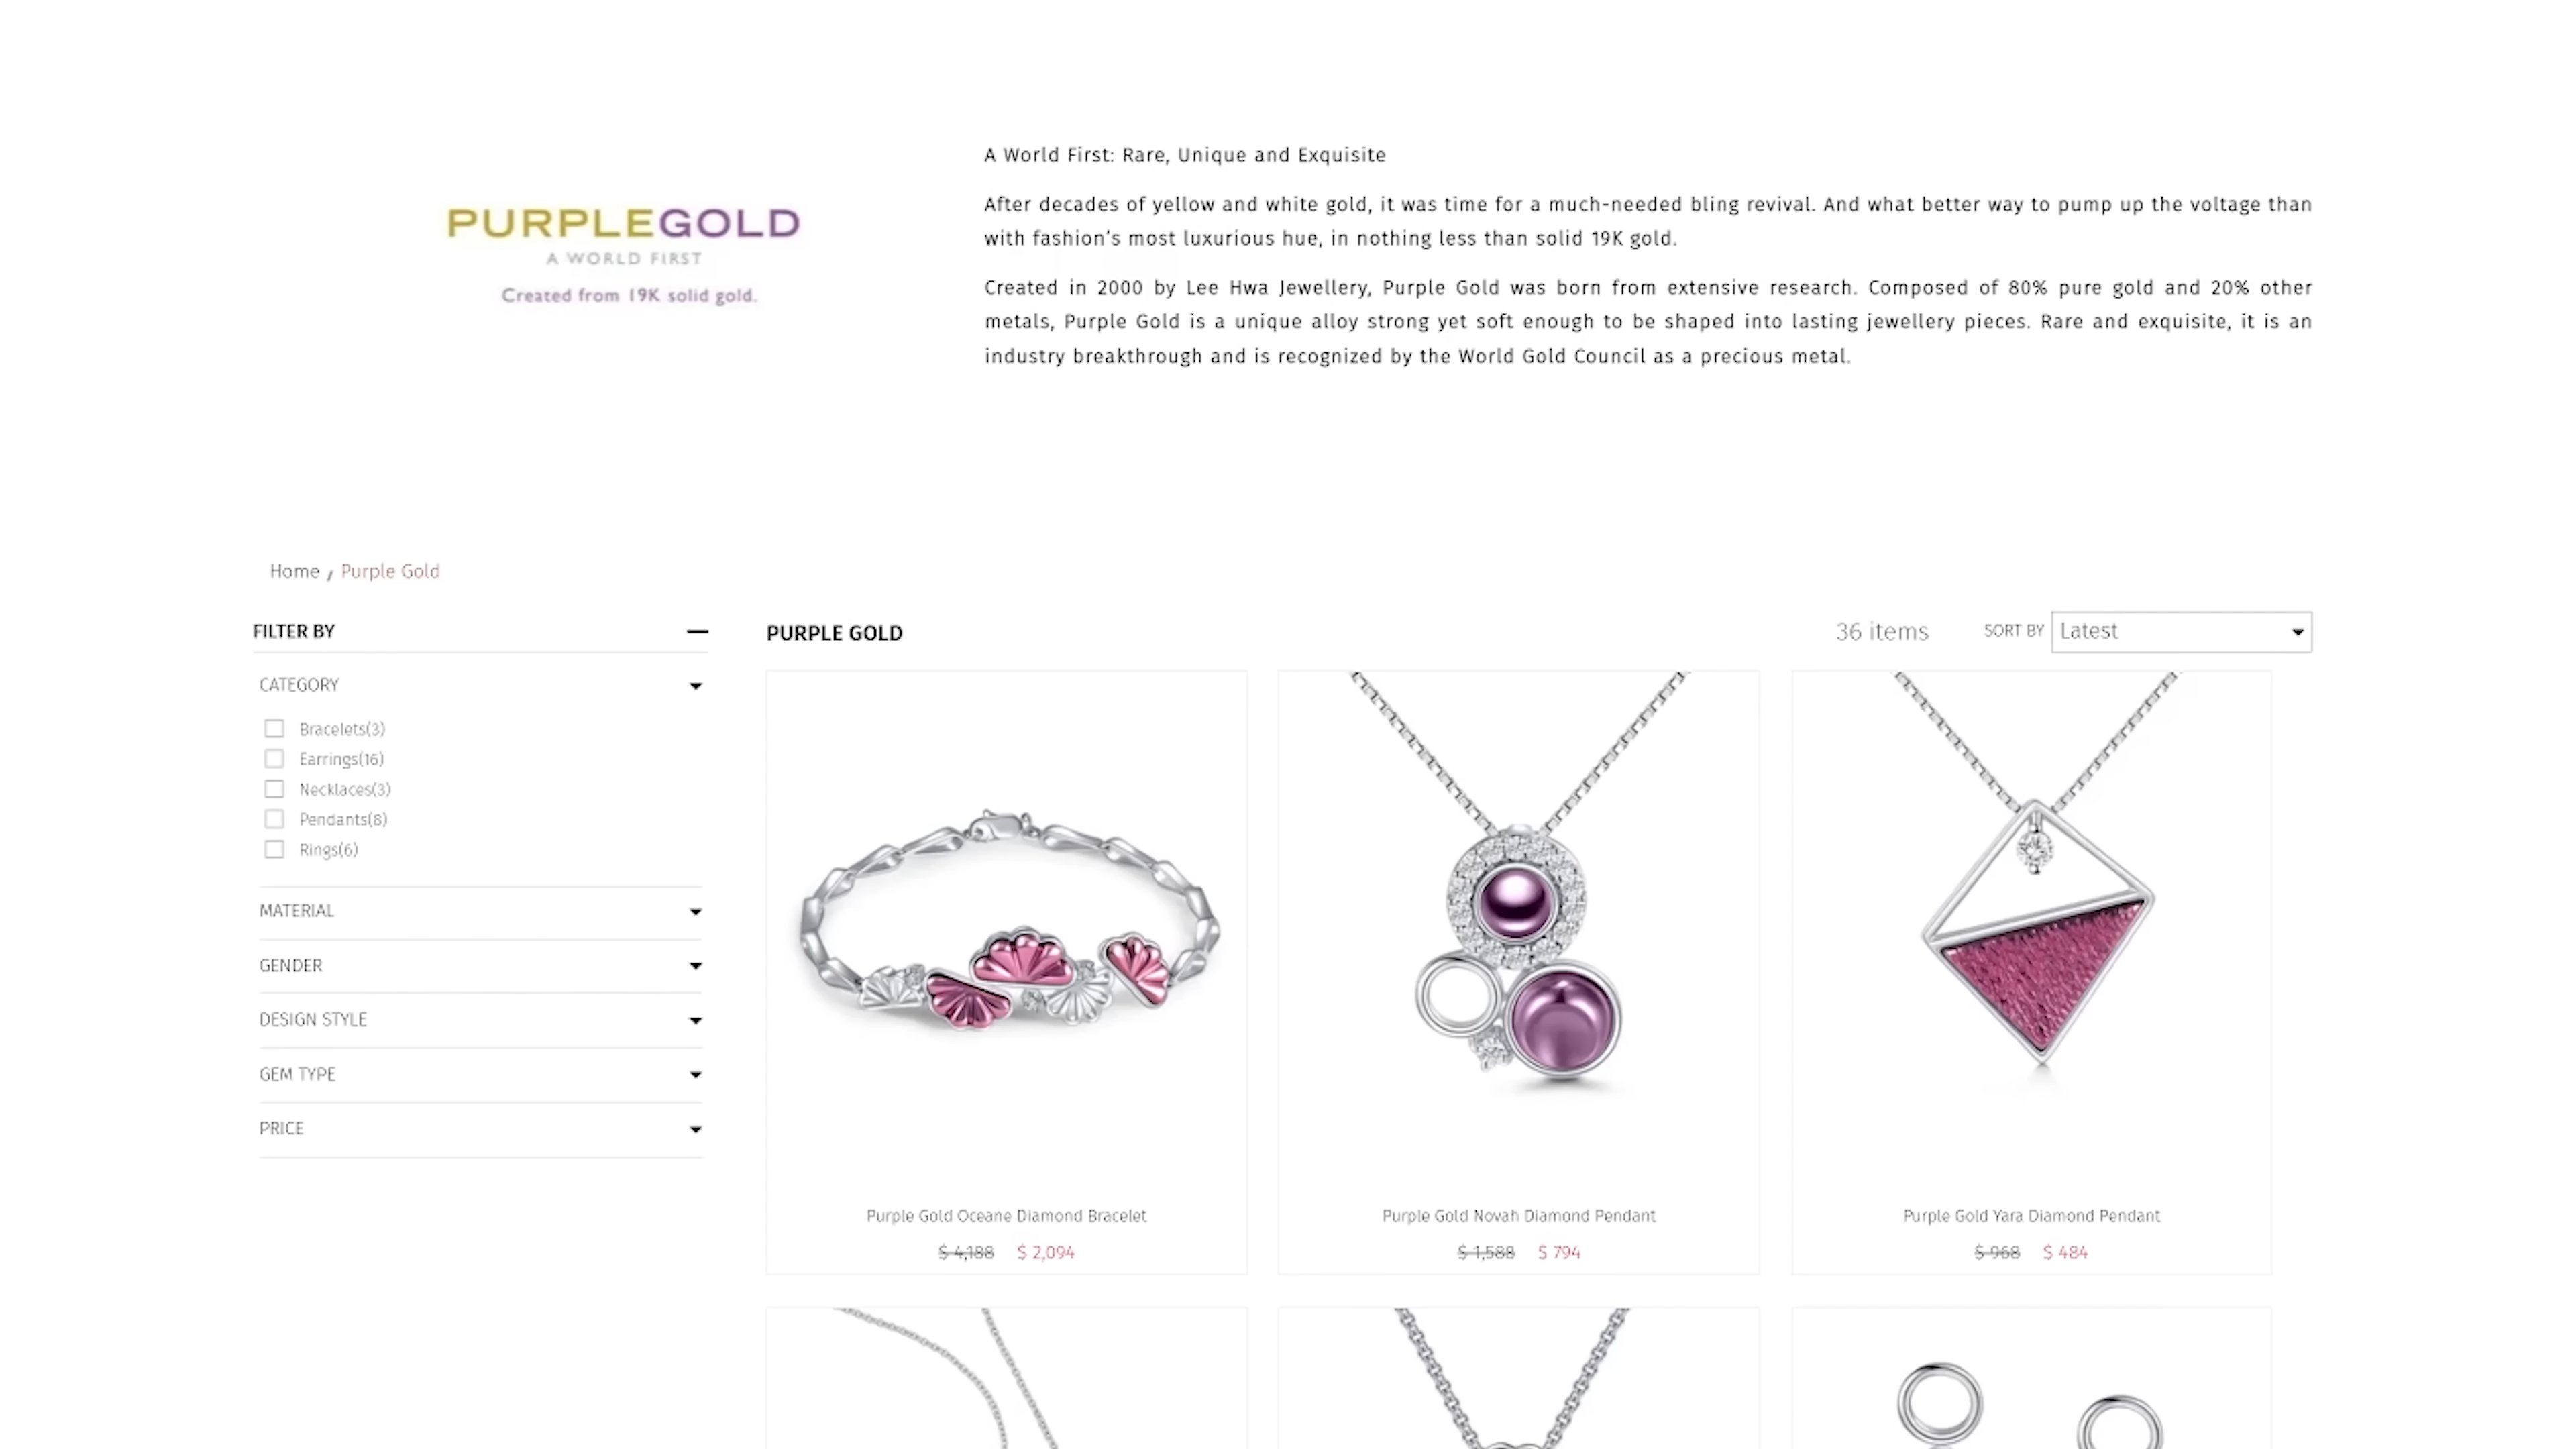 PURPLEGOLD
A WORLD FIRST
Created from 19K solid gold.
A World First: Rare, Unique and Exquisite
After decades of yellow and white gold, it was time for a much-needed bling revival. And what better way to pump up the voltage than
with fashion's most luxurious hue, in nothing less than solid 19K gold.
Created in 2000 by Lee Hwa Jewellery, Purple Gold was born from extensive research. Composed of 80% pure gold and 20% other
metals, Purple Gold is a unique alloy strong yet soft enough to be shaped into lasting jewellery pieces. Rare and exquisite, it is an
industry breakthrough and is recognized by the World Gold Council as a precious metal.
Home / Purple Gold
FILTER BY
CATEGORY
Bracelets(3)
Earrings(16)
Necklaces(3)
Pendants(8)
Rings(6)
MATERIAL
GENDER
DESIGN STYLE
GEM TYPE
PRICE
PURPLE GOLD
36 items
SORT BY Latest
Purple Gold Oceane Diamond Bracelet
$ 4,188 $ 2,094
Purple Gold Novah Diamond Pendant
$ 1,588 $ 794
Purple Gold Yara Diamond Pendant
$ 968 $ 484